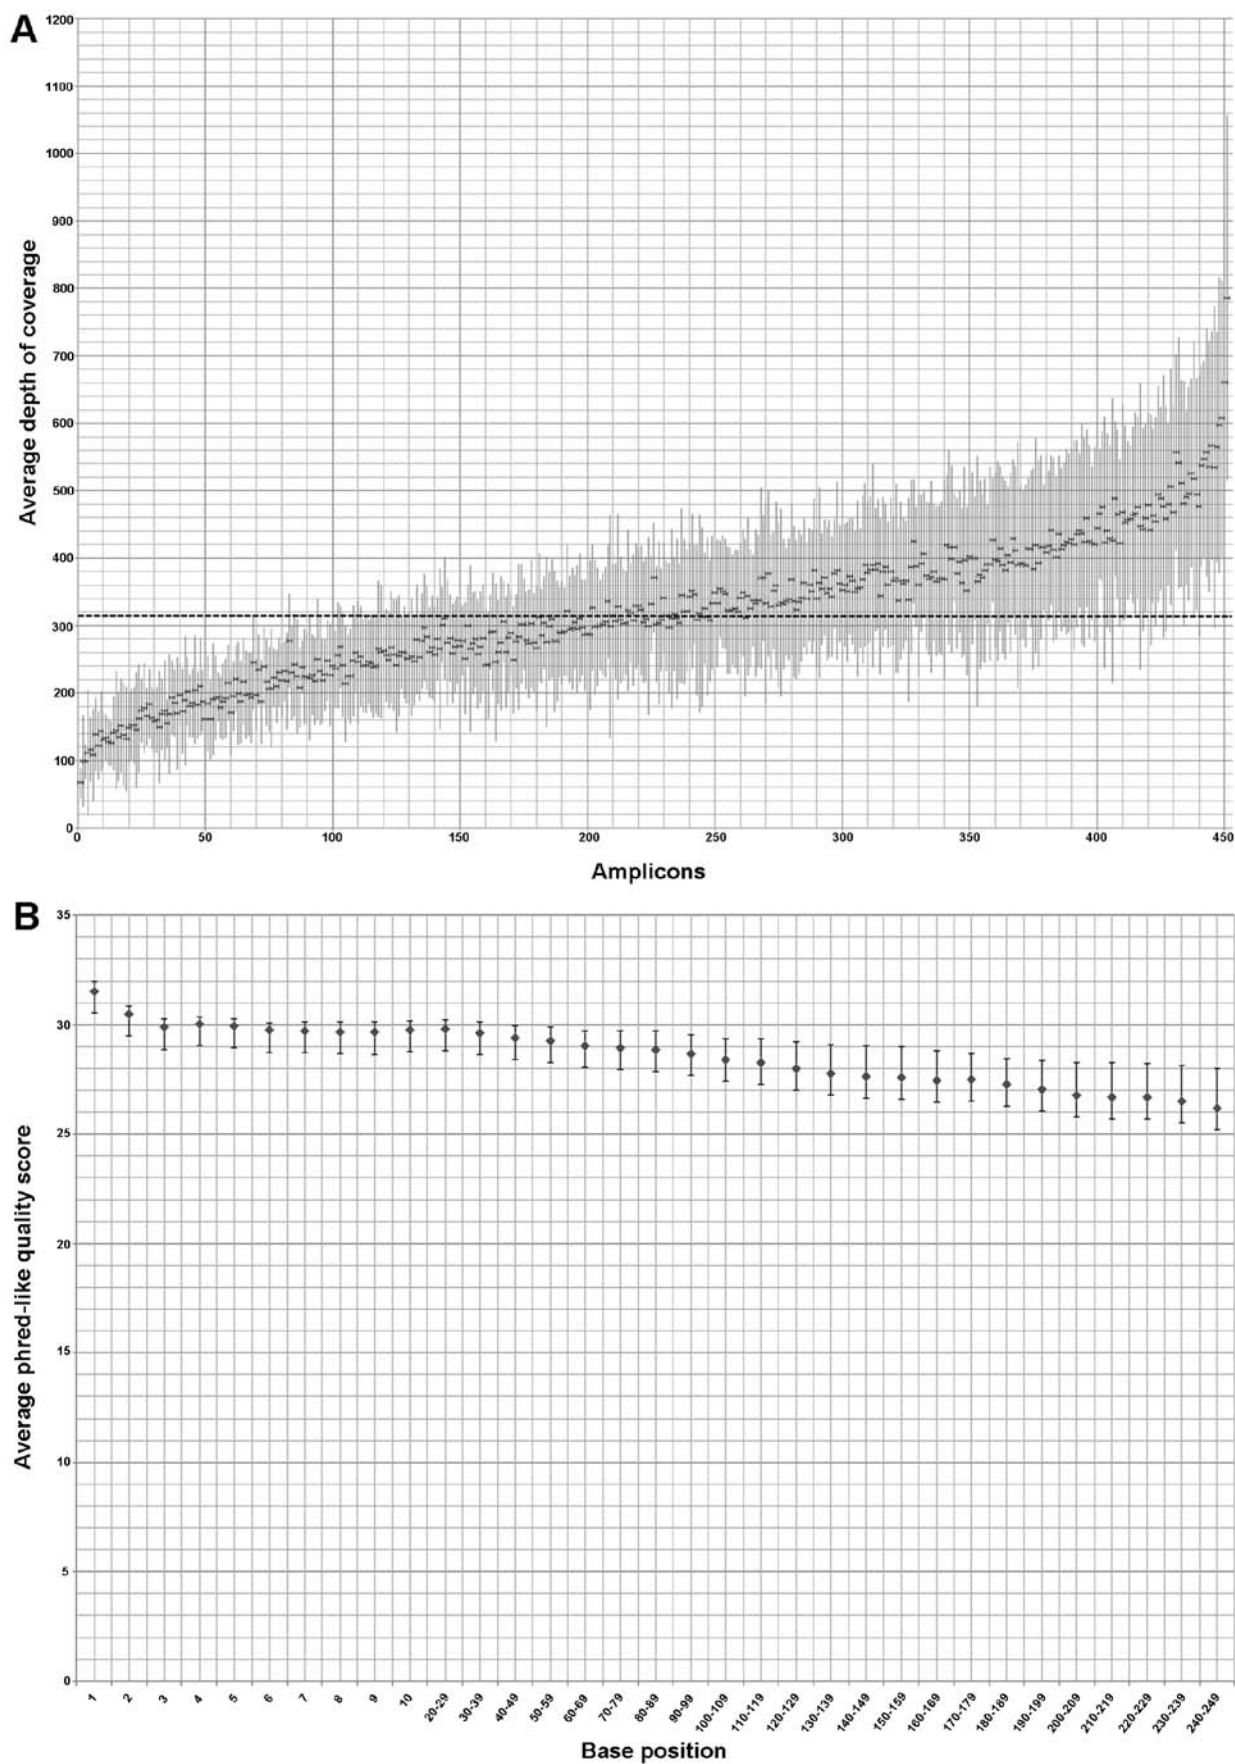 A
1200
1100
1000
900
800
700
600
500
400
300
200
100
0
Average depth of coverage
0 50 100 150 200 250 300 350 400 450
Amplicons
B
35
30
25
20
15
10
5
0
Average phred-like quality score
1 2 3 4 5 6 7 8 9 10 20-29 30-39 40-49 50-59 60-69 70-79 80-89 90-99 100-109 110-119 120-129 130-139 140-149 150-159 160-169 170-179 180-189 190-199 200-209 210-219 220-229 230-239 240-249
Base position